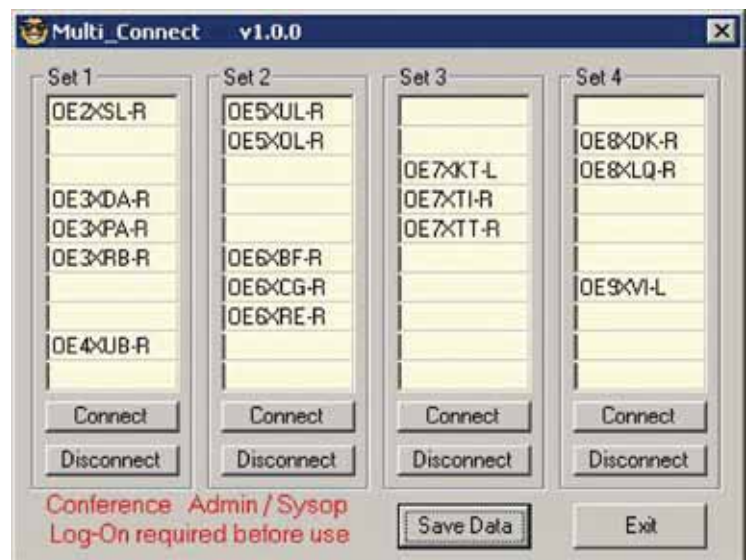 Multi_Connect v1.0.0
Set 1
OE2XSL-R
OE3XDA-R
OE3XPA-R
OE3XRB-R
OE4XUB-R
Connect
Disconnect
Set 2
OE5XUL-R
OE5XOL-R
OE6XBF-R
OE6XCG-R
OE6XRE-R
Connect
Disconnect
Set 3
OE7XKT-L
OE7XTI-R
OE7XTT-R
Connect
Disconnect
Set 4
OE8XDK-R
OE8XLQ-R
OE9XVI-L
Connect
Disconnect
Conference Admin / Sysop
Log-On required before use
Save Data
Exit